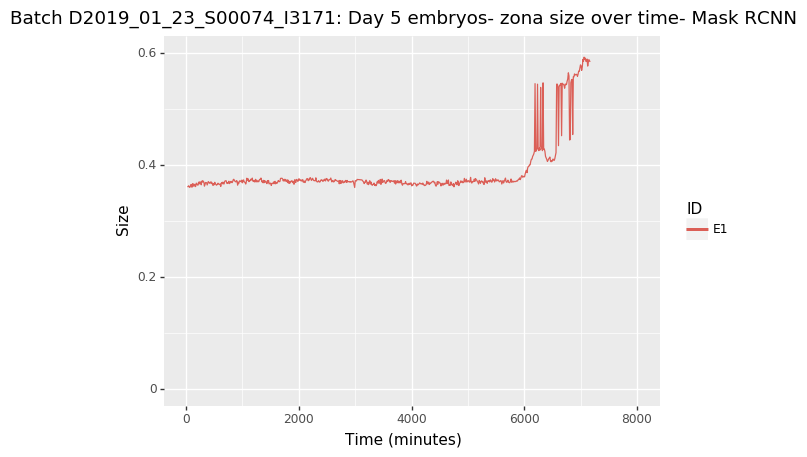 Batch D2019_01_23_S00074_I3171: Day 5 embryos- zona size over time- Mask RCNN
0.6
0.4
0.2
0
Size
0 2000 4000 6000 8000
Time (minutes)
ID
E1